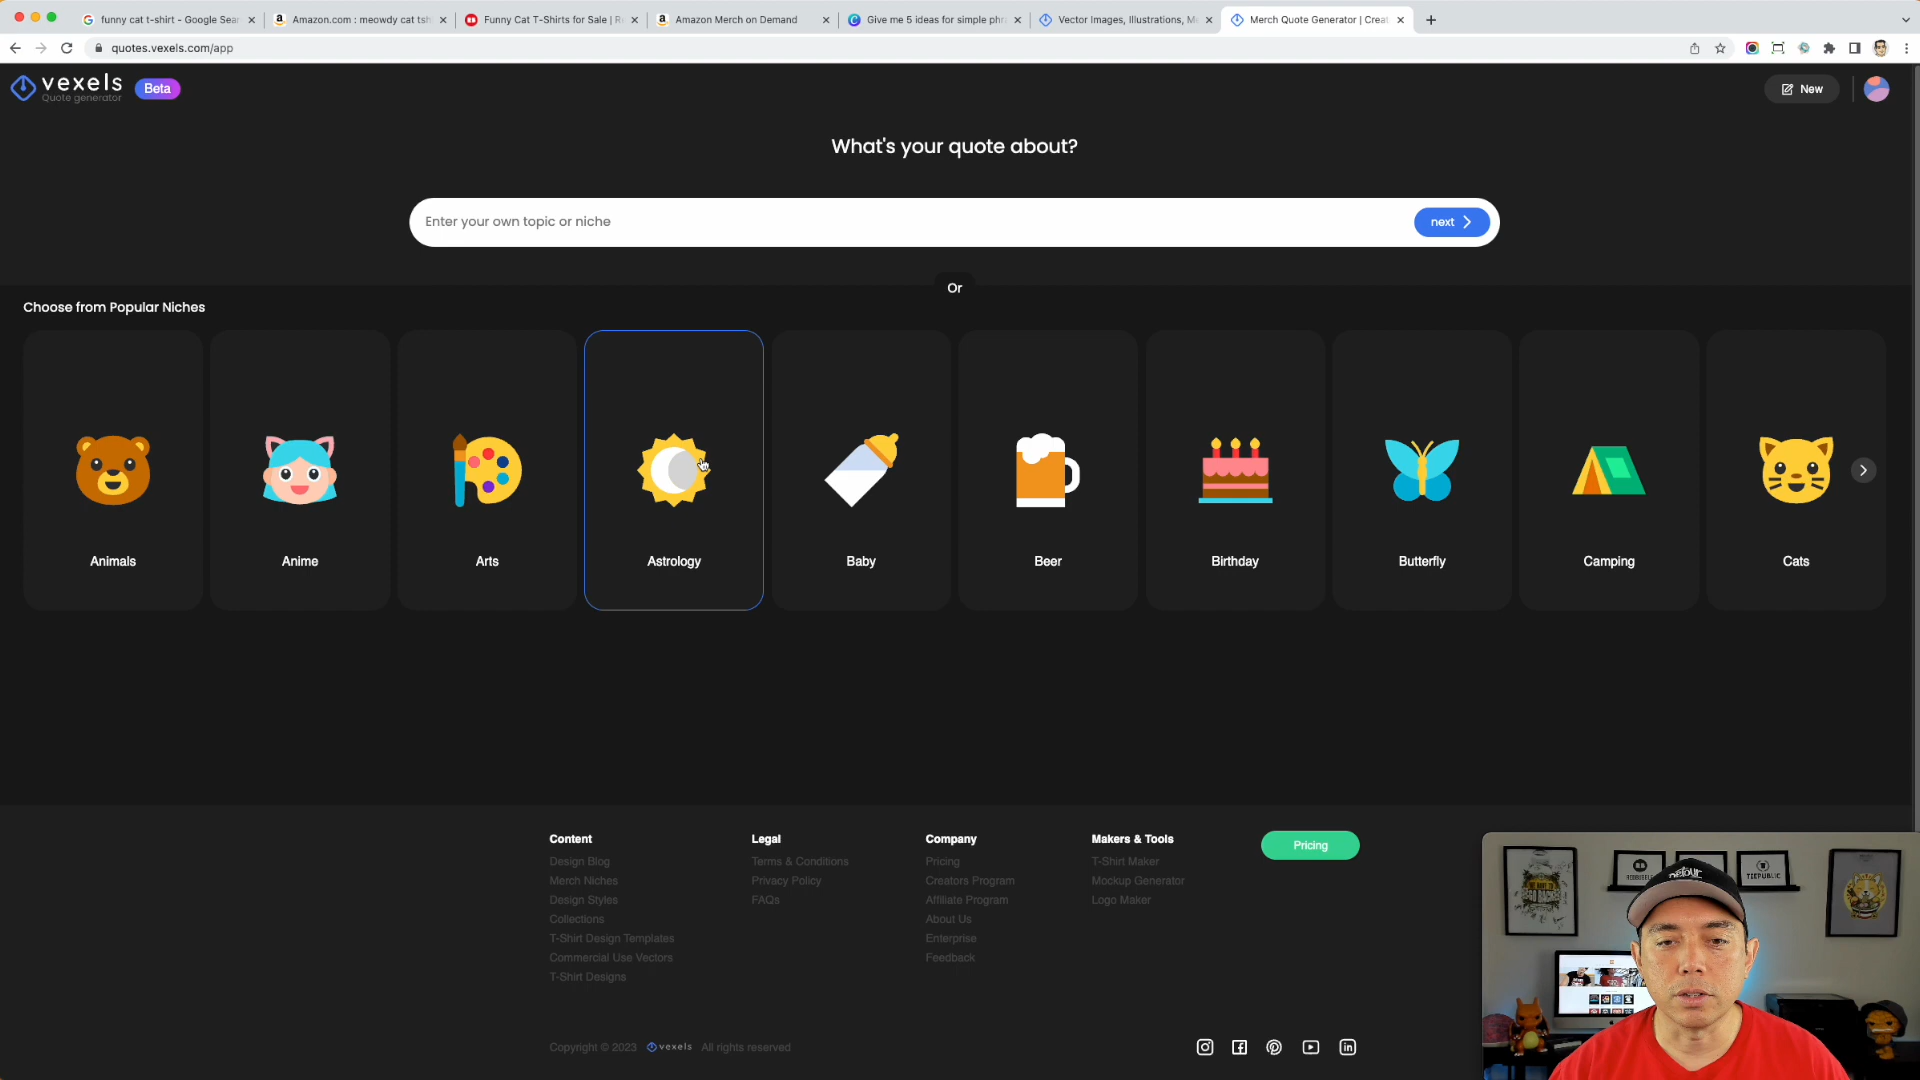 funny cat t-shirt - Google Sear
Amazon.com : meowdy cat tsh
Funny Cat T-Shirts for Sale | R
Amazon Merch on Demand
Give me 5 ideas for simple phra
Vector Images, Illustrations, M
Merch Quote Generator | Creat
quotes.vexels.com/app
vexels
Quote generator
Beta
New
What's your quote about?
Enter your own topic or niche
next
Or
Choose from Popular Niches
Animals
Anime
Arts
Astrology
Baby
Beer
Birthday
Butterfly
Camping
Cats
Content
Design Blog
Merch Niches
Design Styles
Collections
T-Shirt Design Templates
Commercial Use Vectors
T-Shirt Designs
Legal
Terms & Conditions
Privacy Policy
FAQs
Company
Pricing
Creators Program
Affiliate Program
About Us
Enterprise
Feedback
Makers & Tools
T-Shirt Maker
Mockup Generator
Logo Maker
Pricing
Copyright © 2023 vexels All rights reserved
REDBUBBLE
TEEPUBLIC
DETOUR